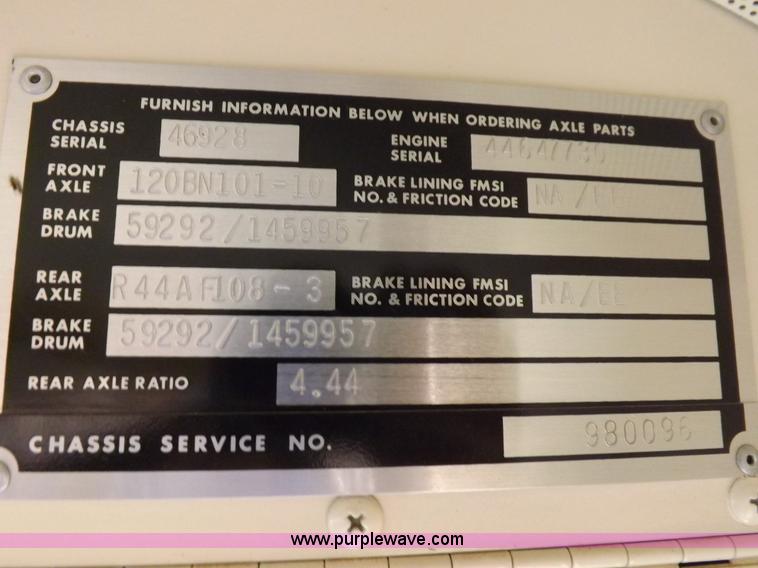 FURNISH INFORMATION BELOW WHEN ORDERING AXLE PARTS
CHASSIS SERIAL 46928 ENGINE SERIAL
FRONT AXLE 120BN101-10 BRAKE LINING FMSI NO. & FRICTION CODE
BRAKE DRUM 59292/1459957
REAR AXLE R44AF108-3 BRAKE LINING FMSI NO. & FRICTION CODE NA/EE
BRAKE DRUM 59292/1459957
REAR AXLE RATIO 4.44
CHASSIS SERVICE NO. 980096
www.purplewave.com